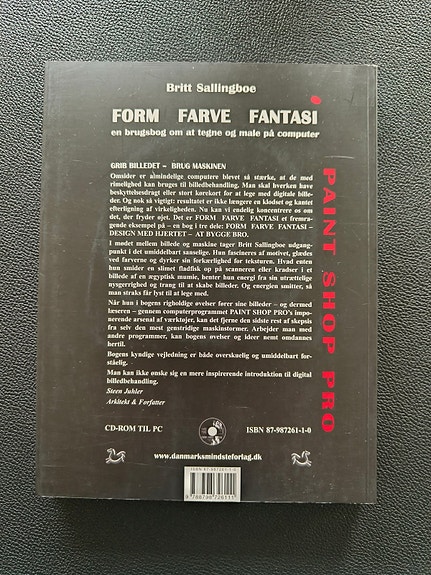 Britt Sallingboe
FORM FARVE FANTASI
en brugsbog om at tegne og male på computer
GRIB BILLEDET – BRUG MASKINEN
Omsider er almindelige computere blevet så stærke, at de med
rimelighed kan bruges til billedbehandling. Man skal hverken have
beskyttelsesdragt eller stort kørekort for at lege med digitale bille-
der. Og nok så vigtigt: resultatet er ikke længere en klodset og kantet
efterligning af virkeligheden. Nu kan vi endelig koncentrere os om
det, der fryder øjet. Det er FORM FARVE FANTASI et fremra-
gende eksempel på – en bog i tre dele: FORM FARVE FANTASI –
DESIGN MED HJERTET – AT BYGGE BRO.
I mødet mellem billede og maskine tager Britt Sallingboe udgang-
punkt i det umiddelbart sanselige. Hun fascineres af motivet, glædes
ved farverne og dyrker sin forkærlighed for teksturen. Hvad enten
hun smider en slimet fladfisk op på scanneren eller kradser i et
billede af en ægyptisk mumie, henter hun energi fra sin utrættelige
nysgerrighed og trang til at skabe billeder. Og energien smitter, så
man straks får lyst til at lege med.
Når hun i bogens righoldige øvelser fører sine billeder – og dermed
læseren – gennem computerprogrammet PAINT SHOP PRO's impo-
nerende arsenal af værktøjer, kan det fjerne den sidste rest af skepsis
fra selv den mest genstridige maskinstormer. Arbejder man med
andre programmer, kan bogens øvelser og ideer nemt omdannes
hertil.
Bogens kyndige vejledning er både overskuelig og umiddelbart for-
ståelig.
Man kan ikke ønske sig en mere inspirerende introduktion til digital
billedbehandling.
Steen Juhler
Arkitekt & Forfatter
PAINT SHOP PRO
CD-ROM TIL PC
ISBN 87-987261-1-0
www.danmarksmindsteforlag.dk
ISBN 87-987261-1-0
9 788798 726111